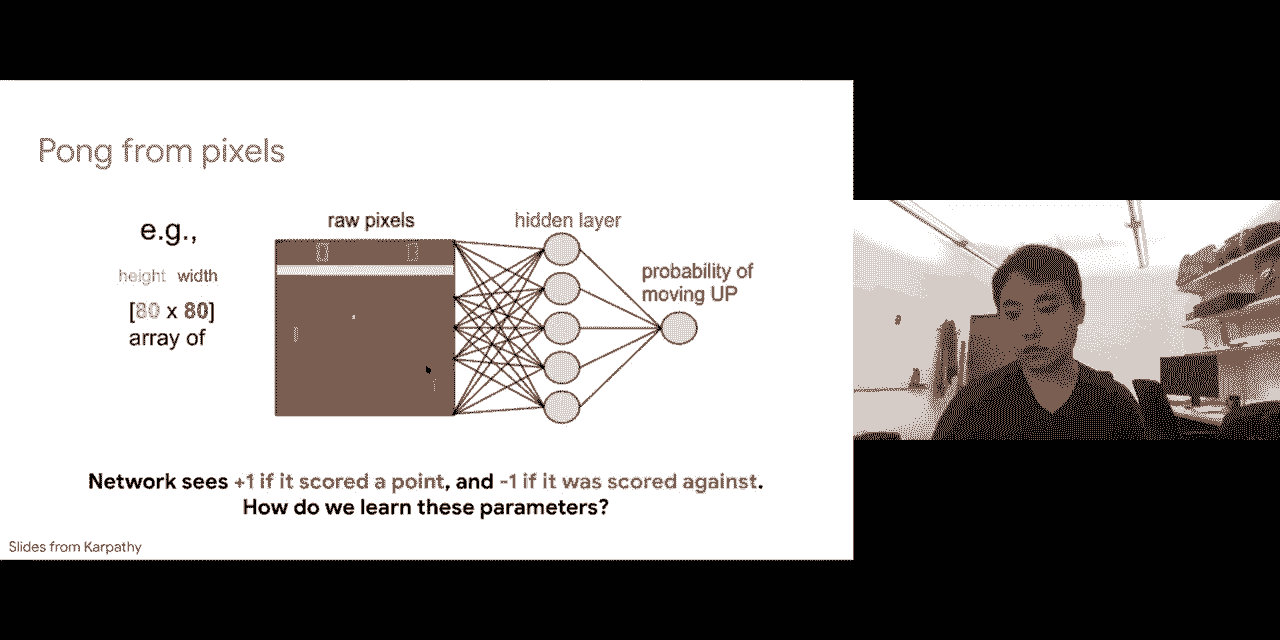 Pong from pixels
e.g.,
height width
[80 x 80]
array of
raw pixels
hidden layer
probability of
moving UP
Network sees +1 if it scored a point, and -1 if it was scored against.
How do we learn these parameters?
Slides from Karpathy